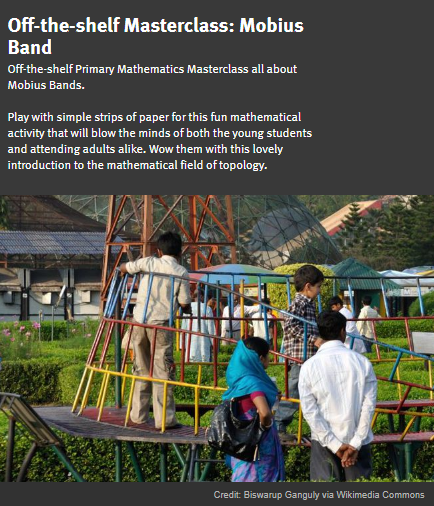 Off-the-shelf Masterclass: Mobius
Band
Off-the-shelf Primary Mathematics Masterclass all about
Mobius Bands.
Play with simple strips of paper for this fun mathematical
activity that will blow the minds of both the young students
and attending adults alike. Wow them with this lovely
introduction to the mathematical field of topology.
Credit: Biswarup Ganguly via Wikimedia Commons